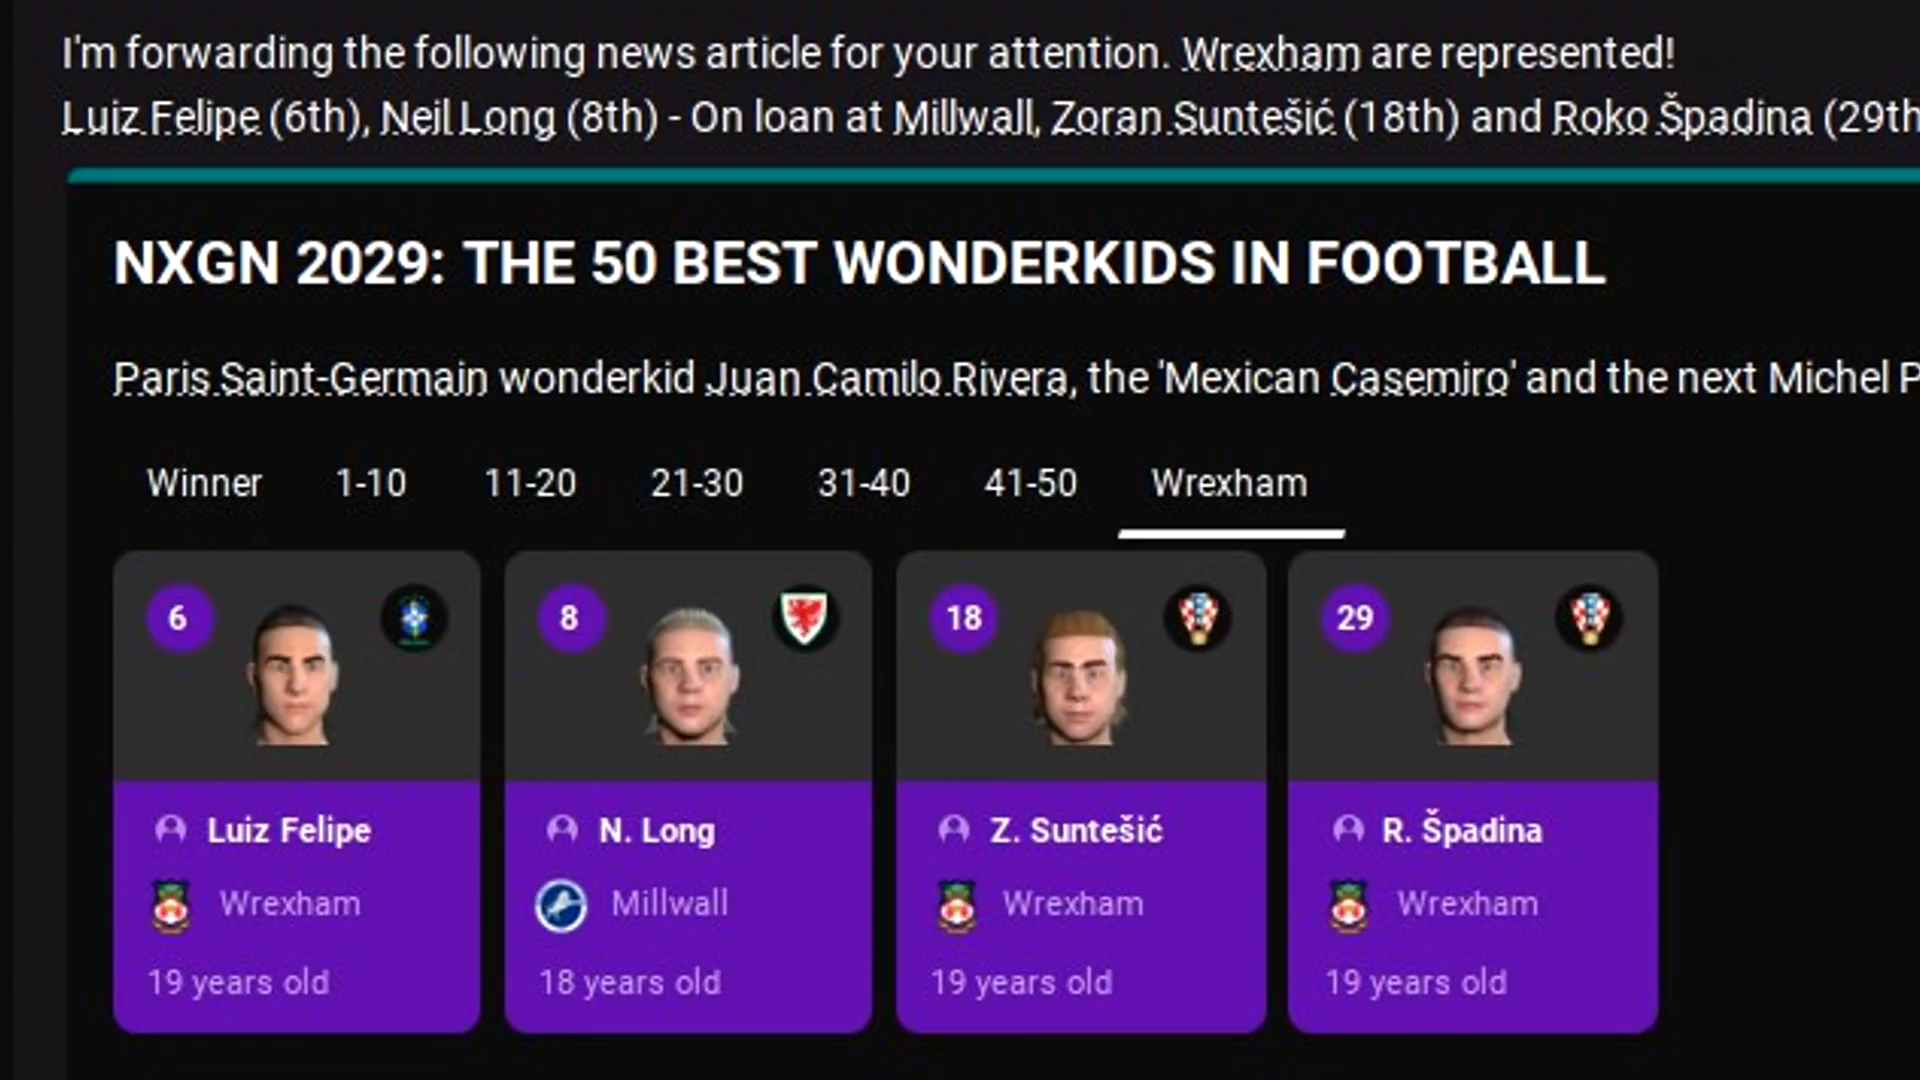 I'm forwarding the following news article for your attention. Wrexham are represented!
Luiz Felipe (6th), Neil Long (8th) - On loan at Millwall, Zoran Suntešić (18th) and Roko Špadina (29th
NXGN 2029: THE 50 BEST WONDERKIDS IN FOOTBALL
Paris Saint-Germain wonderkid Juan Camilo Rivera, the 'Mexican Casemiro' and the next Michel P
Winner 1-10 11-20 21-30 31-40 41-50 Wrexham
6 8 18 29
Luiz Felipe N. Long Z. Suntešić R. Špadina
Wrexham Millwall Wrexham Wrexham
19 years old 18 years old 19 years old 19 years old